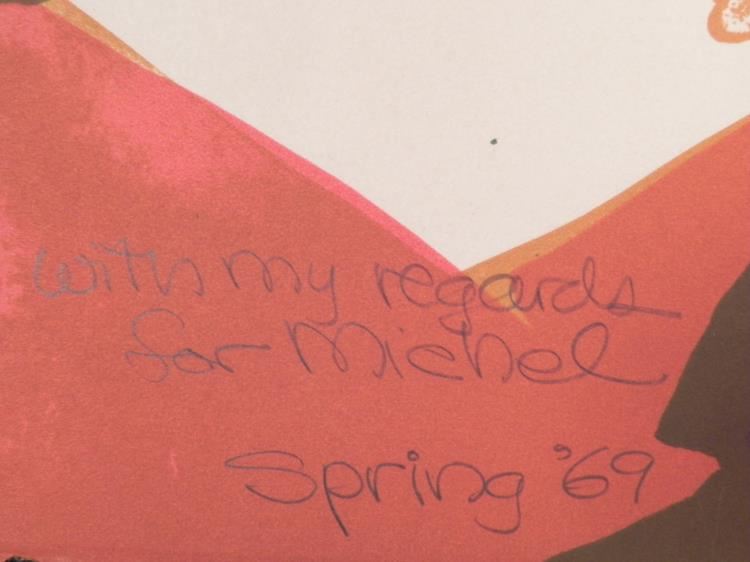 with my regards
for Michel
Spring '69